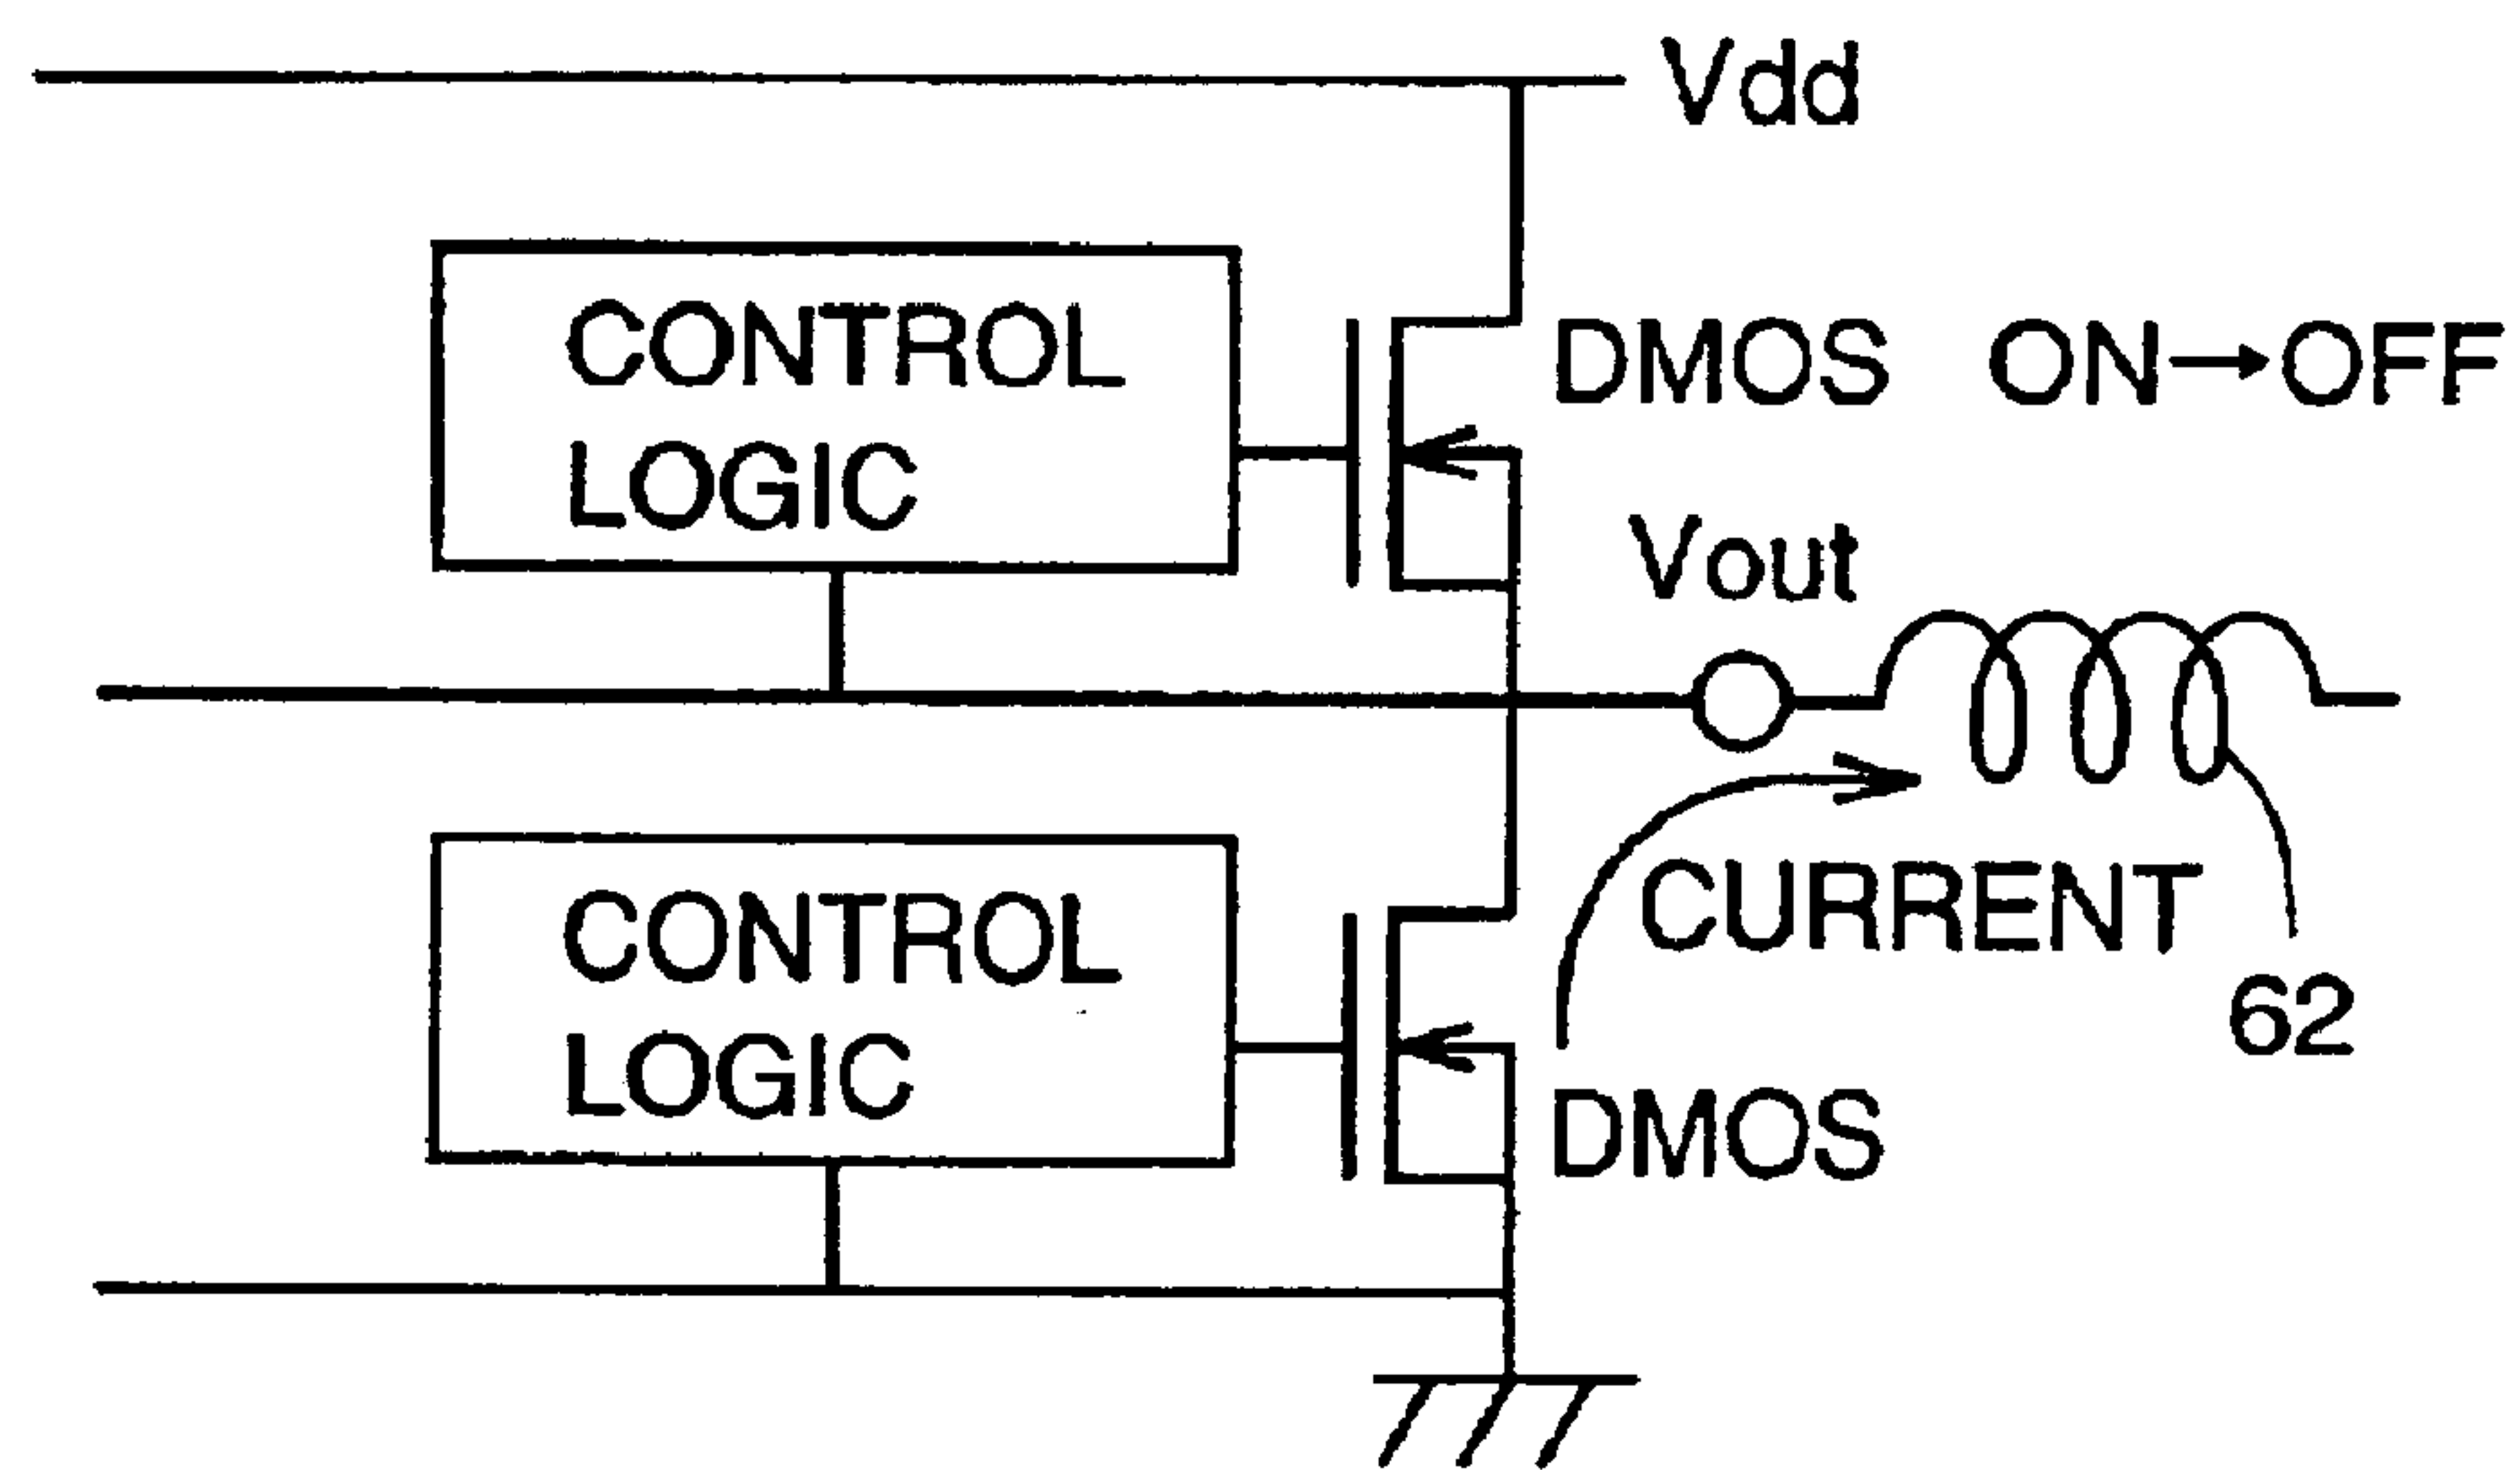 Vdd
CONTROL
LOGIC
DMOS ON→OFF
Vout
CURRENT
62
CONTROL
LOGIC
DMOS